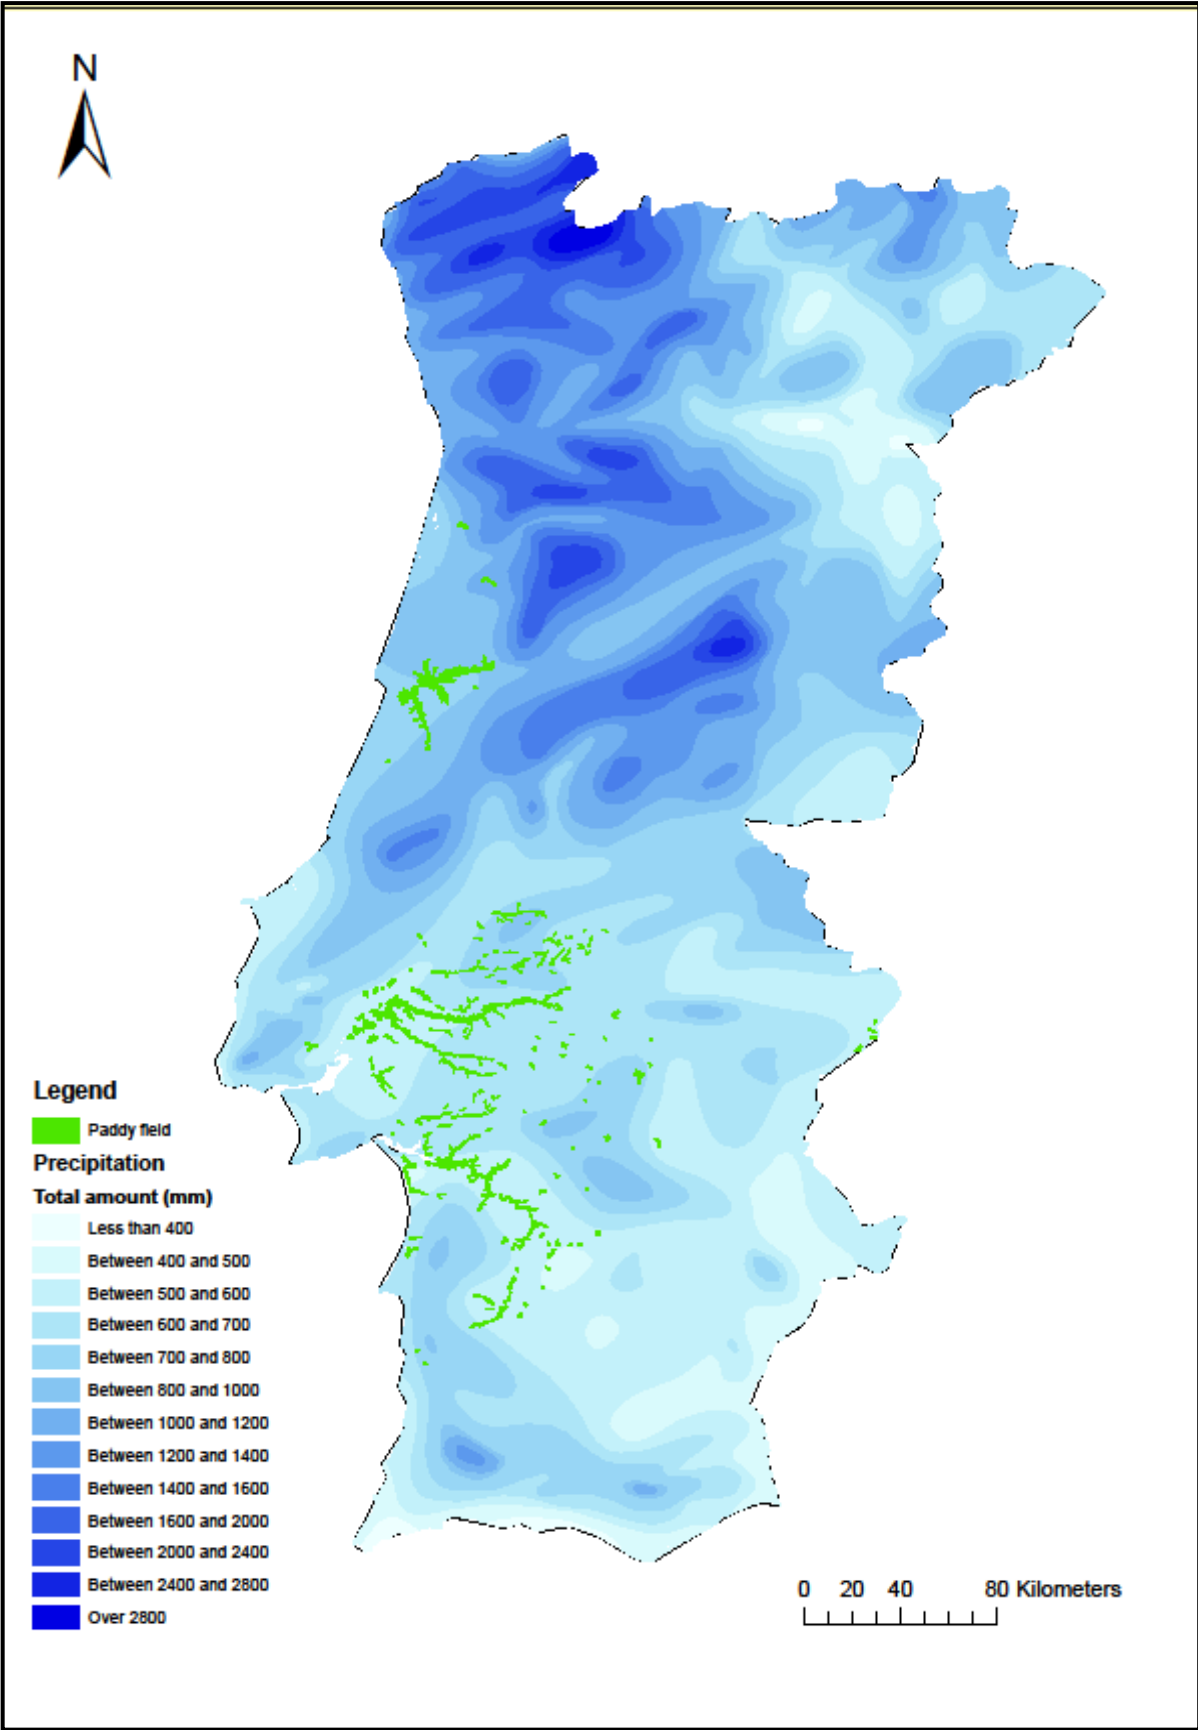 N
Legend
Paddy field
Precipitation
Total amount (mm)
Less than 400
Between 400 and 500
Between 500 and 600
Between 600 and 700
Between 700 and 800
Between 800 and 1000
Between 1000 and 1200
Between 1200 and 1400
Between 1400 and 1600
Between 1600 and 2000
Between 2000 and 2400
Between 2400 and 2800
Over 2800
0 20 40 80 Kilometers